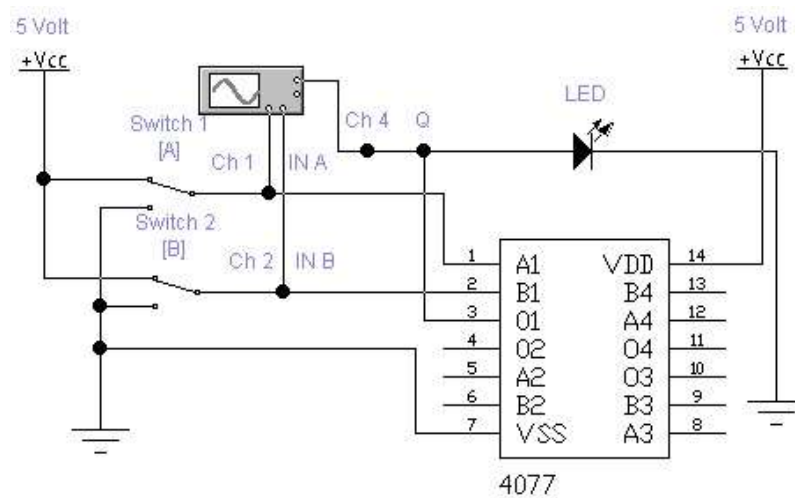 5 Volt
+Vcc
5 Volt
+Vcc
LED
Switch 1
[A]
Ch 1
IN A
Ch 4
Q
Switch 2
[B]
Ch 2
IN B
1 A1
2 B1
3 O1
4 O2
5 A2
6 B2
7 VSS
VDD 14
B4 13
A4 12
O4 11
O3 10
B3 9
A3 8
4077